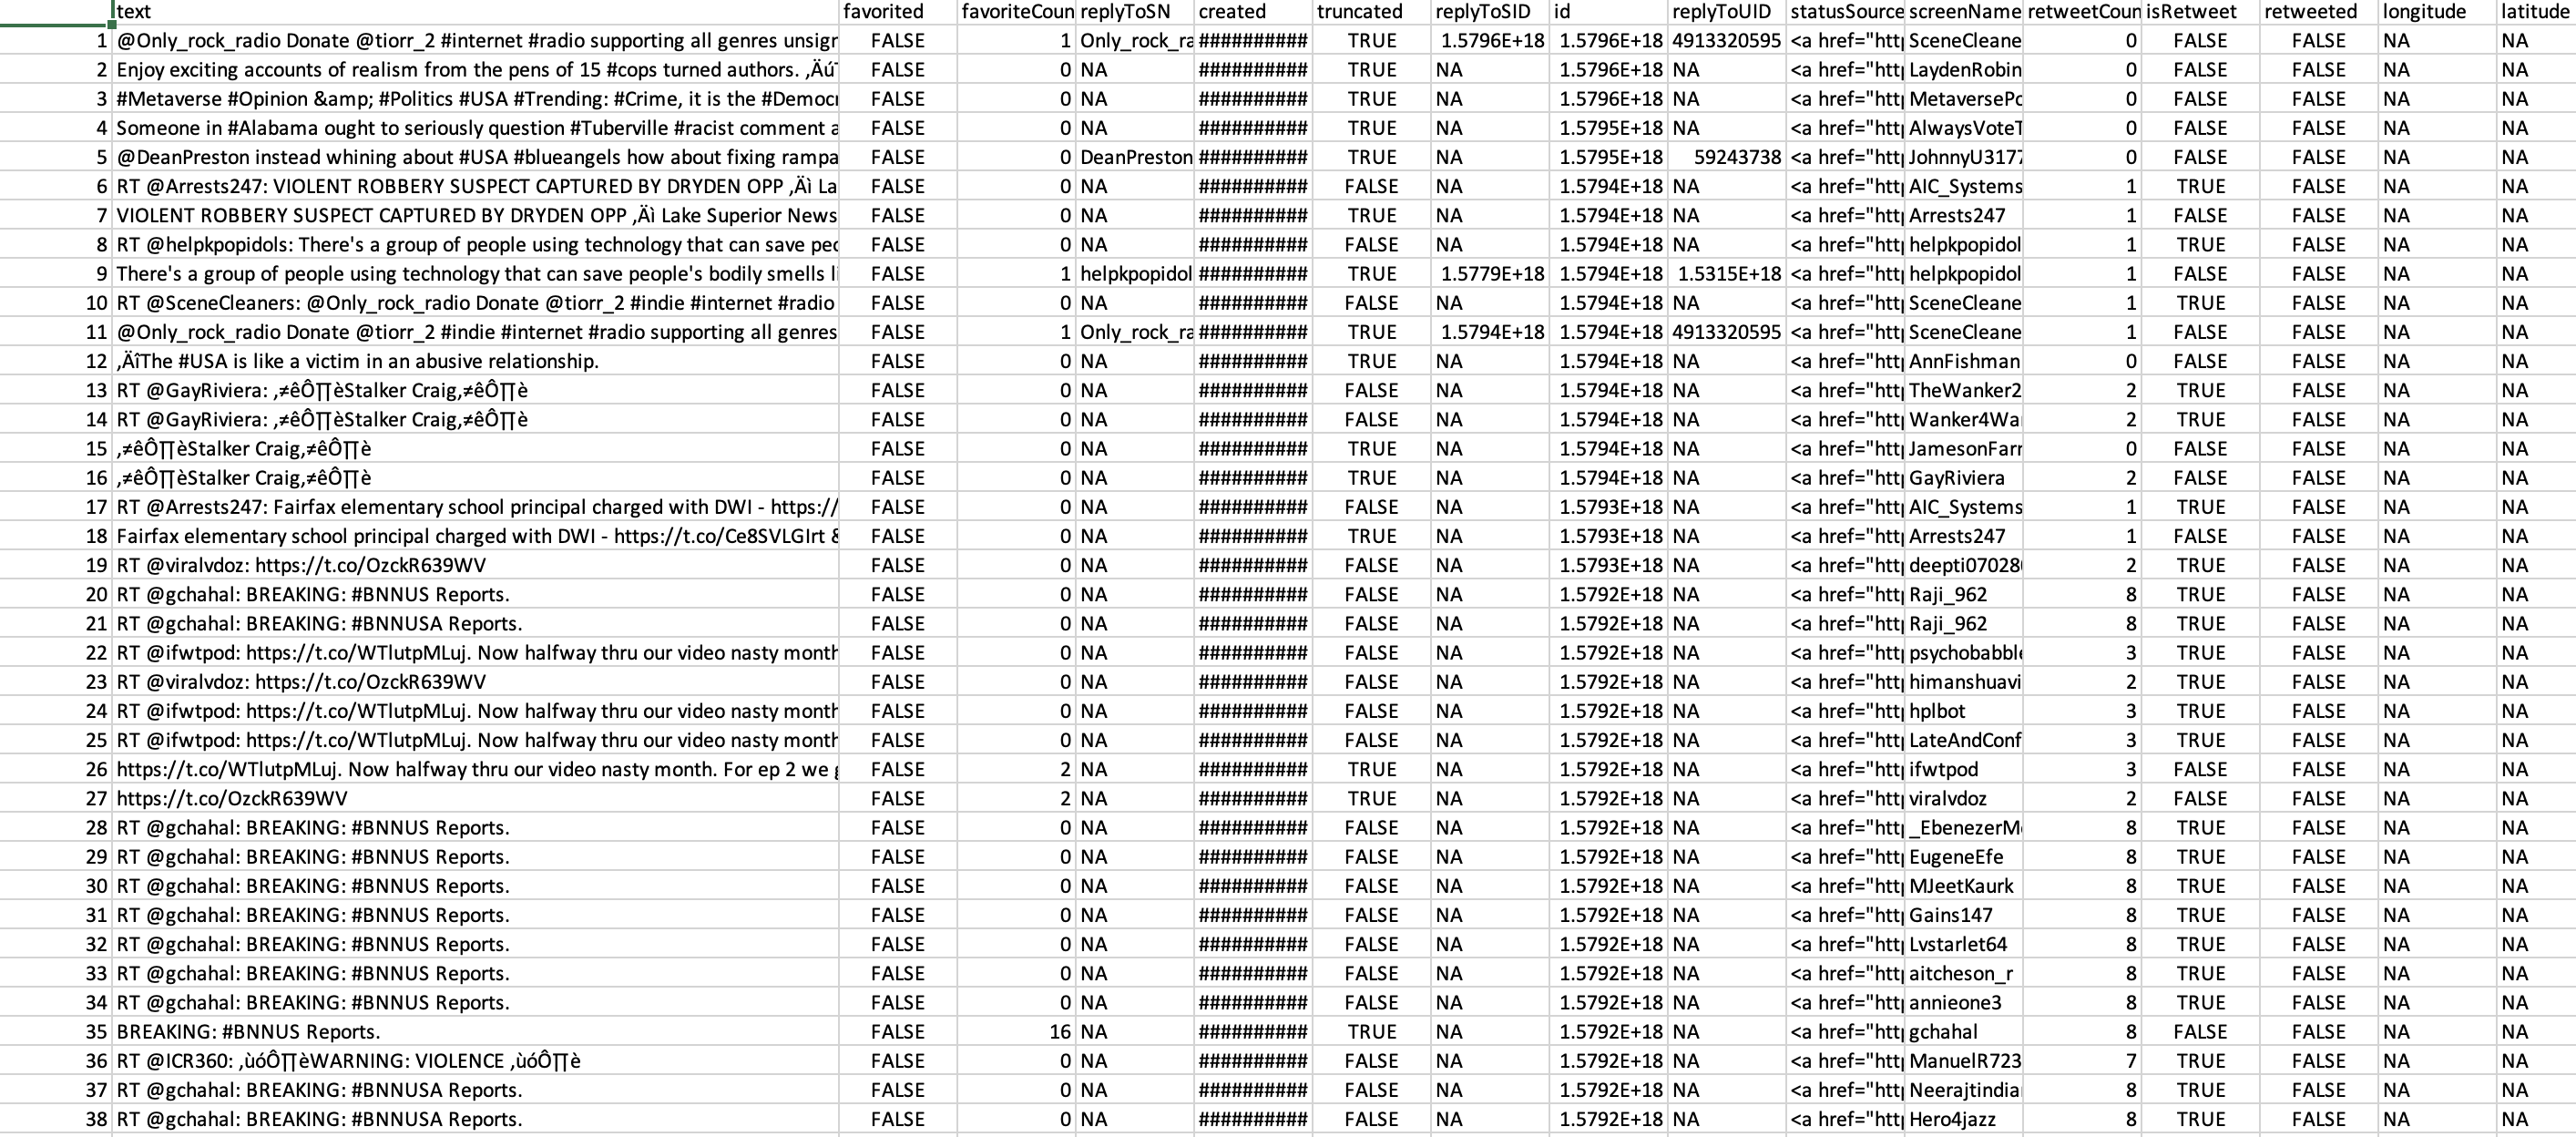 text favorited favoriteCoun replyToSN created truncated replyToSID id replyToUID statusSource screenName retweetCoun isRetweet retweeted longitude latitude
1 @Only_rock_radio Donate @tiorr_2 #internet #radio supporting all genres unsigr FALSE 1 Only_rock_ra ########## TRUE 1.5796E+18 1.5796E+18 4913320595 <a href="http SceneCleane 0 FALSE FALSE NA NA
2 Enjoy exciting accounts of realism from the pens of 15 #cops turned authors. ‚Äú FALSE 0 NA ########## TRUE NA 1.5796E+18 NA <a href="http LaydenRobin 0 FALSE FALSE NA NA
3 #Metaverse #Opinion &amp; #Politics #USA #Trending: #Crime, it is the #Democr FALSE 0 NA ########## TRUE NA 1.5796E+18 NA <a href="http MetaversePo 0 FALSE FALSE NA NA
4 Someone in #Alabama ought to seriously question #Tuberville #racist comment a FALSE 0 NA ########## TRUE NA 1.5795E+18 NA <a href="http AlwaysVoteT 0 FALSE FALSE NA NA
5 @DeanPreston instead whining about #USA #blueangels how about fixing rampa FALSE 0 DeanPreston ########## TRUE NA 1.5795E+18 59243738 <a href="http JohnnyU3177 0 FALSE FALSE NA NA
6 RT @Arrests247: VIOLENT ROBBERY SUSPECT CAPTURED BY DRYDEN OPP ‚Äì La FALSE 0 NA ########## FALSE NA 1.5794E+18 NA <a href="http AIC_Systems 1 TRUE FALSE NA NA
7 VIOLENT ROBBERY SUSPECT CAPTURED BY DRYDEN OPP ‚Äì Lake Superior News FALSE 0 NA ########## TRUE NA 1.5794E+18 NA <a href="http Arrests247 1 FALSE FALSE NA NA
8 RT @helpkpopidols: There's a group of people using technology that can save peo FALSE 0 NA ########## FALSE NA 1.5794E+18 NA <a href="http helpkpopidol 1 TRUE FALSE NA NA
9 There's a group of people using technology that can save people's bodily smells li FALSE 1 helpkpopidol ########## TRUE 1.5779E+18 1.5794E+18 1.5315E+18 <a href="http helpkpopidol 1 FALSE FALSE NA NA
10 RT @SceneCleaners: @Only_rock_radio Donate @tiorr_2 #indie #internet #radio FALSE 0 NA ########## FALSE NA 1.5794E+18 NA <a href="http SceneCleane 1 TRUE FALSE NA NA
11 @Only_rock_radio Donate @tiorr_2 #indie #internet #radio supporting all genres FALSE 1 Only_rock_ra ########## TRUE 1.5794E+18 1.5794E+18 4913320595 <a href="http SceneCleane 1 FALSE FALSE NA NA
12 ‚ÄîThe #USA is like a victim in an abusive relationship. FALSE 0 NA ########## TRUE NA 1.5794E+18 NA <a href="http AnnFishman 0 FALSE FALSE NA NA
13 RT @GayRiviera: ‚≠êÔ∏èStalker Craig‚≠êÔ∏è FALSE 0 NA ########## FALSE NA 1.5794E+18 NA <a href="http TheWanker2 2 TRUE FALSE NA NA
14 RT @GayRiviera: ‚≠êÔ∏èStalker Craig‚≠êÔ∏è FALSE 0 NA ########## FALSE NA 1.5794E+18 NA <a href="http Wanker4Wa 2 TRUE FALSE NA NA
15 ‚≠êÔ∏èStalker Craig‚≠êÔ∏è FALSE 0 NA ########## TRUE NA 1.5794E+18 NA <a href="http JamesonFarr 0 FALSE FALSE NA NA
16 ‚≠êÔ∏èStalker Craig‚≠êÔ∏è FALSE 0 NA ########## TRUE NA 1.5794E+18 NA <a href="http GayRiviera 2 FALSE FALSE NA NA
17 RT @Arrests247: Fairfax elementary school principal charged with DWI - https:// FALSE 0 NA ########## FALSE NA 1.5793E+18 NA <a href="http AIC_Systems 1 TRUE FALSE NA NA
18 Fairfax elementary school principal charged with DWI - https://t.co/Ce8SVLGIrt & FALSE 0 NA ########## TRUE NA 1.5793E+18 NA <a href="http Arrests247 1 FALSE FALSE NA NA
19 RT @viralvdoz: https://t.co/OzckR639WV FALSE 0 NA ########## FALSE NA 1.5793E+18 NA <a href="http deepti07028 2 TRUE FALSE NA NA
20 RT @gchahal: BREAKING: #BNNUS Reports. FALSE 0 NA ########## FALSE NA 1.5792E+18 NA <a href="http Raji_962 8 TRUE FALSE NA NA
21 RT @gchahal: BREAKING: #BNNUSA Reports. FALSE 0 NA ########## FALSE NA 1.5792E+18 NA <a href="http Raji_962 8 TRUE FALSE NA NA
22 RT @ifwtpod: https://t.co/WTlutpMLuj. Now halfway thru our video nasty month FALSE 0 NA ########## FALSE NA 1.5792E+18 NA <a href="http psychobabble 3 TRUE FALSE NA NA
23 RT @viralvdoz: https://t.co/OzckR639WV FALSE 0 NA ########## FALSE NA 1.5792E+18 NA <a href="http himanshuavi 2 TRUE FALSE NA NA
24 RT @ifwtpod: https://t.co/WTlutpMLuj. Now halfway thru our video nasty month FALSE 0 NA ########## FALSE NA 1.5792E+18 NA <a href="http hplbot 3 TRUE FALSE NA NA
25 RT @ifwtpod: https://t.co/WTlutpMLuj. Now halfway thru our video nasty month FALSE 0 NA ########## FALSE NA 1.5792E+18 NA <a href="http LateAndConf 3 TRUE FALSE NA NA
26 https://t.co/WTlutpMLuj. Now halfway thru our video nasty month. For ep 2 we g FALSE 2 NA ########## TRUE NA 1.5792E+18 NA <a href="http ifwtpod 3 FALSE FALSE NA NA
27 https://t.co/OzckR639WV FALSE 2 NA ########## TRUE NA 1.5792E+18 NA <a href="http viralvdoz 2 FALSE FALSE NA NA
28 RT @gchahal: BREAKING: #BNNUS Reports. FALSE 0 NA ########## FALSE NA 1.5792E+18 NA <a href="http _EbenezerM 8 TRUE FALSE NA NA
29 RT @gchahal: BREAKING: #BNNUS Reports. FALSE 0 NA ########## FALSE NA 1.5792E+18 NA <a href="http EugeneEfe 8 TRUE FALSE NA NA
30 RT @gchahal: BREAKING: #BNNUS Reports. FALSE 0 NA ########## FALSE NA 1.5792E+18 NA <a href="http MJeetKaurk 8 TRUE FALSE NA NA
31 RT @gchahal: BREAKING: #BNNUS Reports. FALSE 0 NA ########## FALSE NA 1.5792E+18 NA <a href="http Gains147 8 TRUE FALSE NA NA
32 RT @gchahal: BREAKING: #BNNUS Reports. FALSE 0 NA ########## FALSE NA 1.5792E+18 NA <a href="http Lvstarlet64 8 TRUE FALSE NA NA
33 RT @gchahal: BREAKING: #BNNUS Reports. FALSE 0 NA ########## FALSE NA 1.5792E+18 NA <a href="http aitcheson_r 8 TRUE FALSE NA NA
34 RT @gchahal: BREAKING: #BNNUS Reports. FALSE 0 NA ########## FALSE NA 1.5792E+18 NA <a href="http annieone3 8 TRUE FALSE NA NA
35 BREAKING: #BNNUS Reports. FALSE 16 NA ########## TRUE NA 1.5792E+18 NA <a href="http gchahal 8 FALSE FALSE NA NA
36 RT @ICR360: ‚ùóÔ∏èWARNING: VIOLENCE ‚ùóÔ∏è FALSE 0 NA ########## FALSE NA 1.5792E+18 NA <a href="http ManuelR723 7 TRUE FALSE NA NA
37 RT @gchahal: BREAKING: #BNNUSA Reports. FALSE 0 NA ########## FALSE NA 1.5792E+18 NA <a href="http Neerajtindia 8 TRUE FALSE NA NA
38 RT @gchahal: BREAKING: #BNNUSA Reports. FALSE 0 NA ########## FALSE NA 1.5792E+18 NA <a href="http Hero4jazz 8 TRUE FALSE NA NA